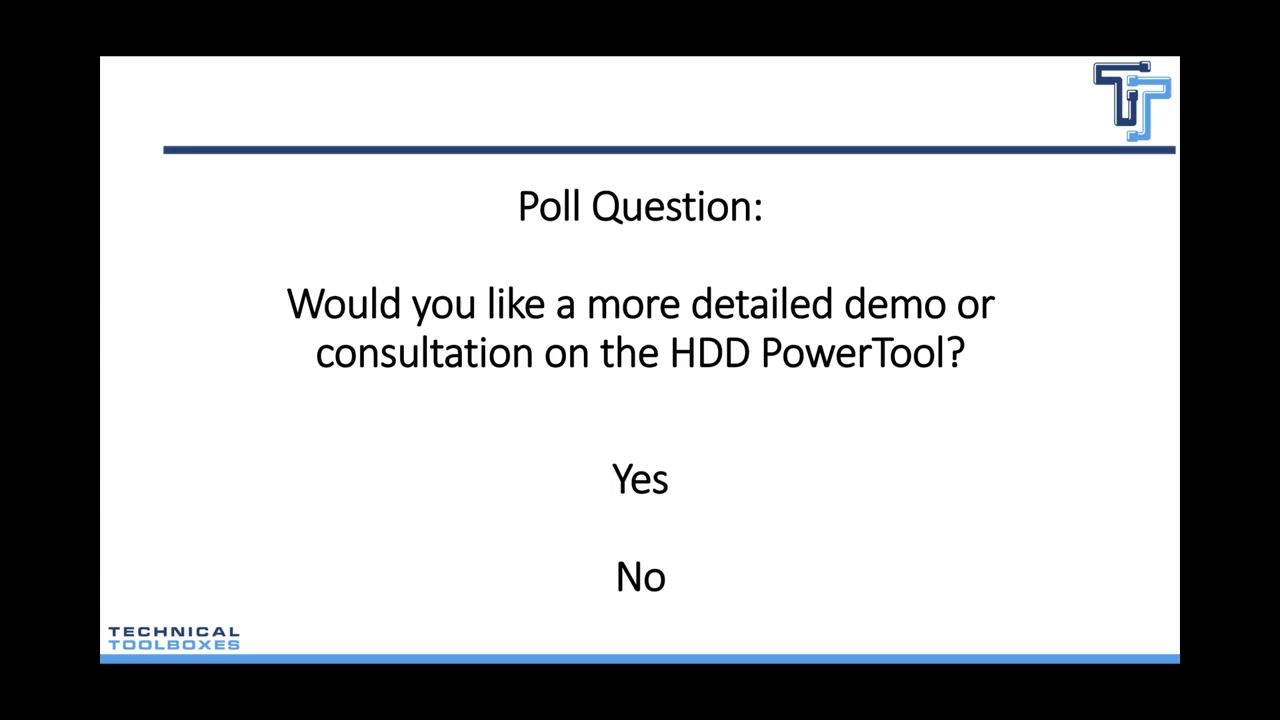 Poll Question:
Would you like a more detailed demo or
consultation on the HDD PowerTool?
Yes
No
TECHNICAL
TOOLBOXES